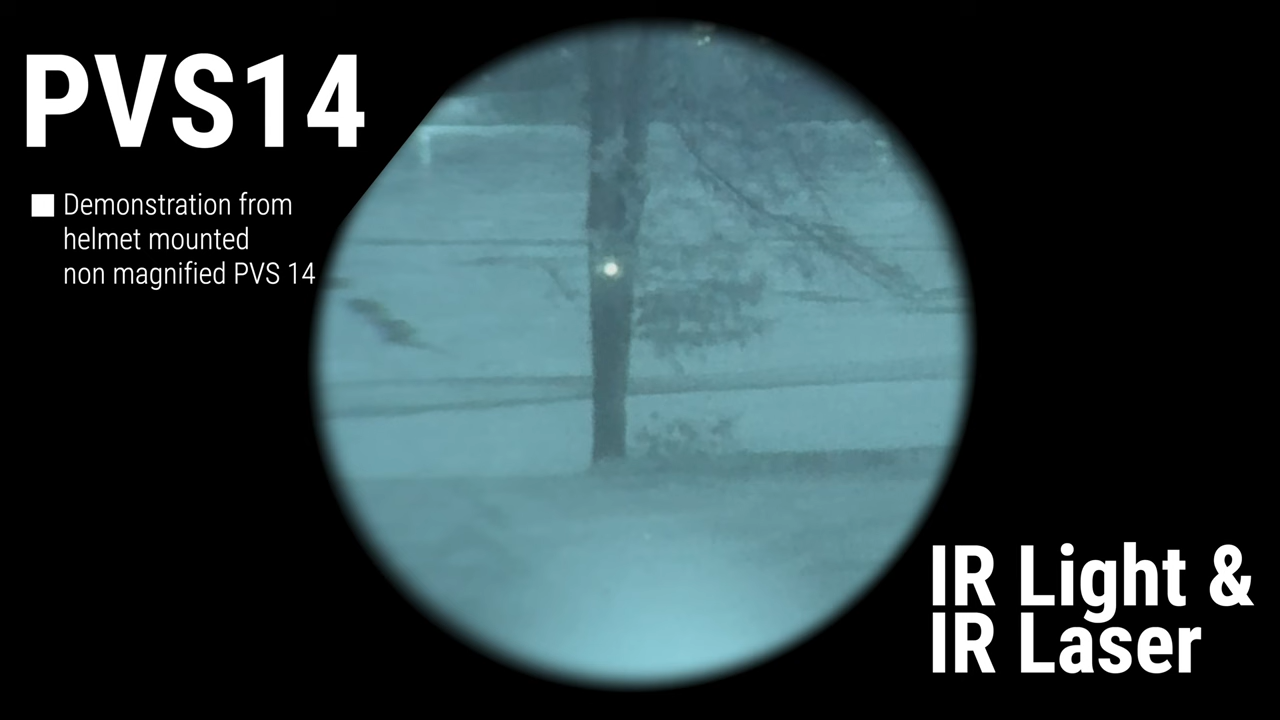 PVS14
Demonstration from
helmet mounted
non magnified PVS 14
IR Light &
IR Laser